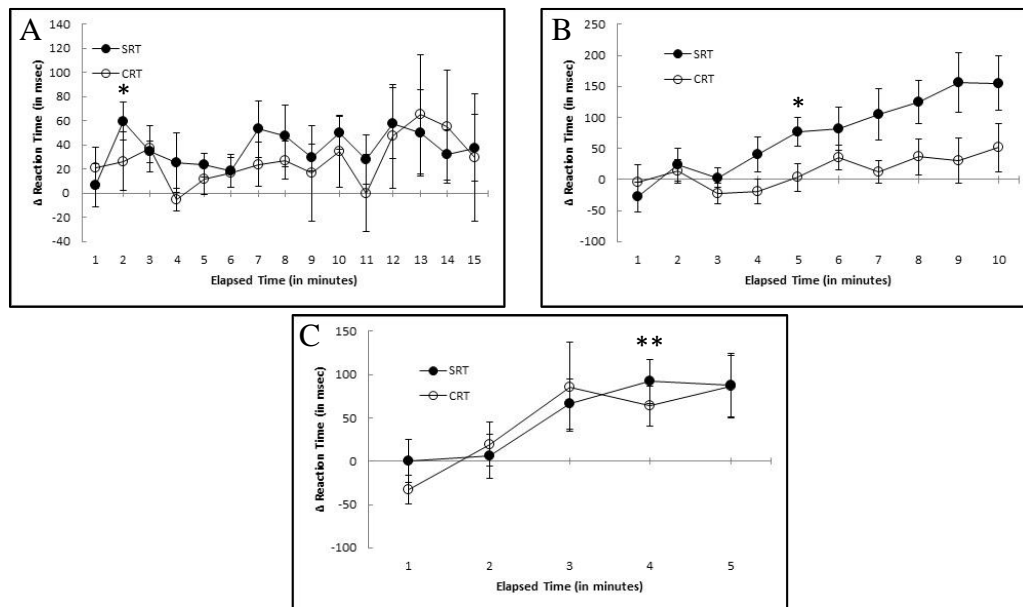 A
140
120
100
80
60
40
20
0
-20
-40
Δ Reaction Time (in msec)
SRT
CRT
*
1 2 3 4 5 6 7 8 9 10 11 12 13 14 15
Elapsed Time (in minutes)
B
250
200
150
100
50
0
-50
-100
Δ Reaction Time (in msec)
SRT
CRT
*
1 2 3 4 5 6 7 8 9 10
Elapsed Time (in minutes)
C
150
100
50
0
-50
-100
Δ Reaction Time (in msec)
SRT
CRT
**
1 2 3 4 5
Elapsed Time (in minutes)